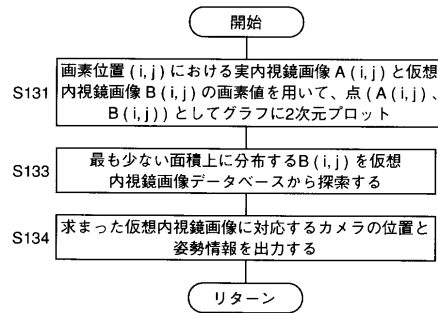 開始
S131
画素位置(i,j)における実内視鏡画像A(i,j)と仮想
内視鏡画像B(i,j)の画素値を用いて、点(A(i,j)、
B(i,j))としてグラフに2次元プロット
S133
最も少ない面積上に分布するB(i,j)を仮想
内視鏡画像データベースから探索する
S134
求まった仮想内視鏡画像に対応するカメラの位置と
姿勢情報を出力する
リターン